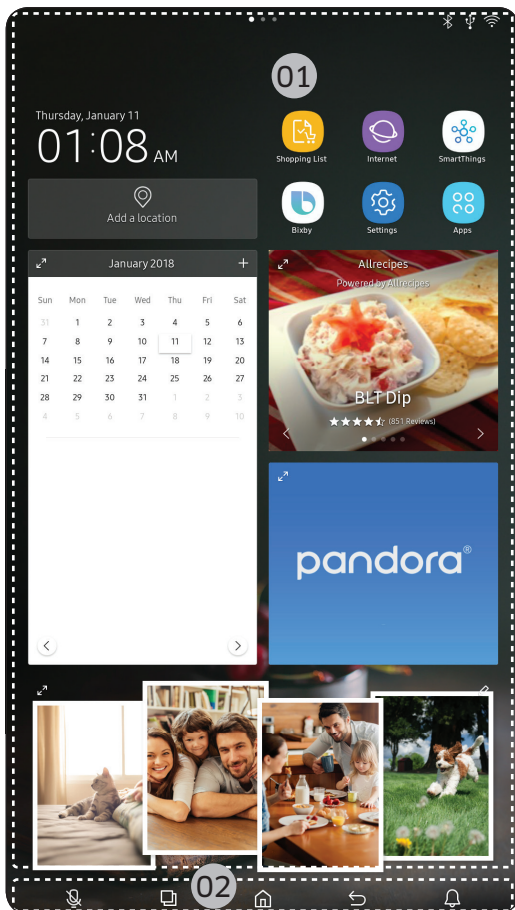 01
Thursday, January 11
01:08 AM
Shopping List
Internet
SmartThings
Add a location
Bixby
Settings
Apps
January 2018 +
Sun Mon Tue Wed Thu Fri Sat
31 1 2 3 4 5 6
7 8 9 10 11 12 13
14 15 16 17 18 19 20
21 22 23 24 25 26 27
28 29 30 31 1 2 3
4 5 6 7 8 9 10
Allrecipes
Powered by Allrecipes
BLT Dip
(851 Reviews)
pandora®
02